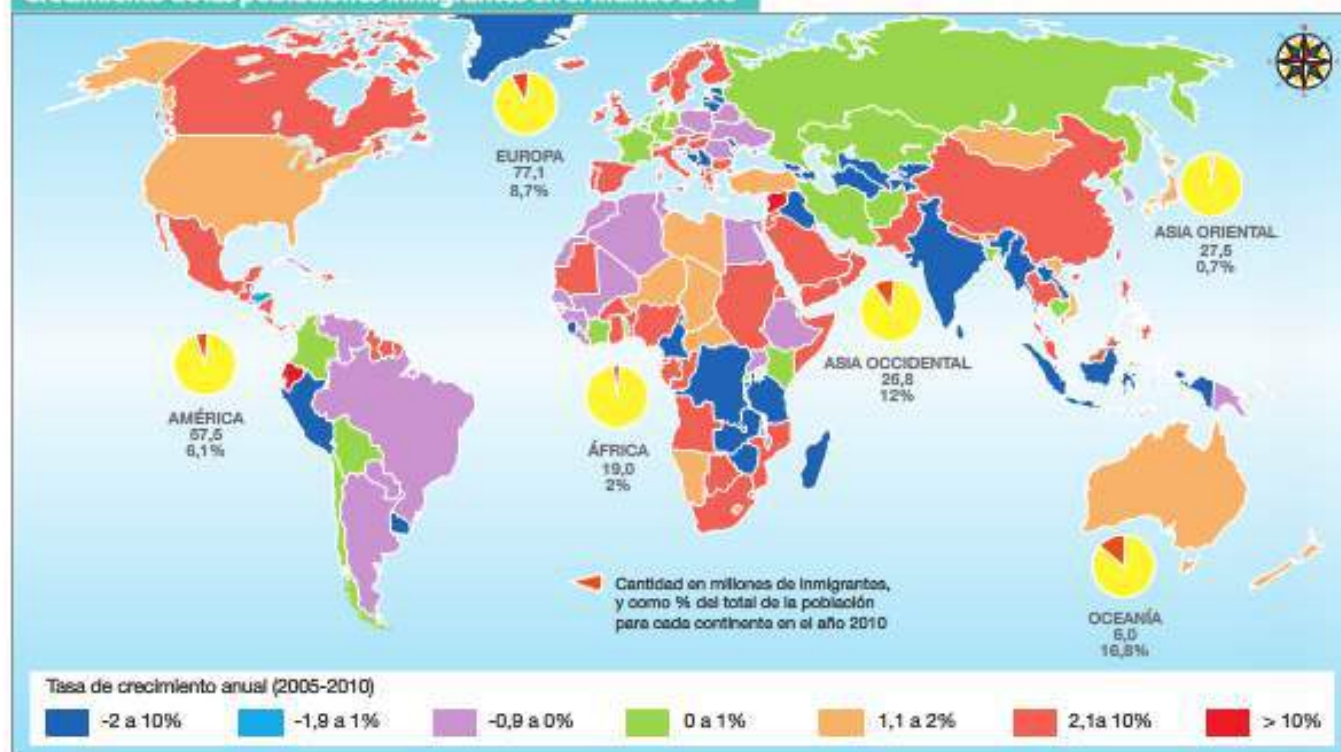 EUROPA
77,1
8,7%
ASIA ORIENTAL
27,5
0,7%
ASIA OCCIDENTAL
26,8
12%
AMÉRICA
57,5
6,1%
ÁFRICA
19,0
2%
Cantidad en millones de inmigrantes,
y como % del total de la población
para cada continente en el año 2010
OCEANÍA
6,0
16,8%
Tasa de crecimiento anual (2005-2010)
-2 a 10%
-1,9 a 1%
-0,9 a 0%
0 a 1%
1,1 a 2%
2,1a 10%
> 10%